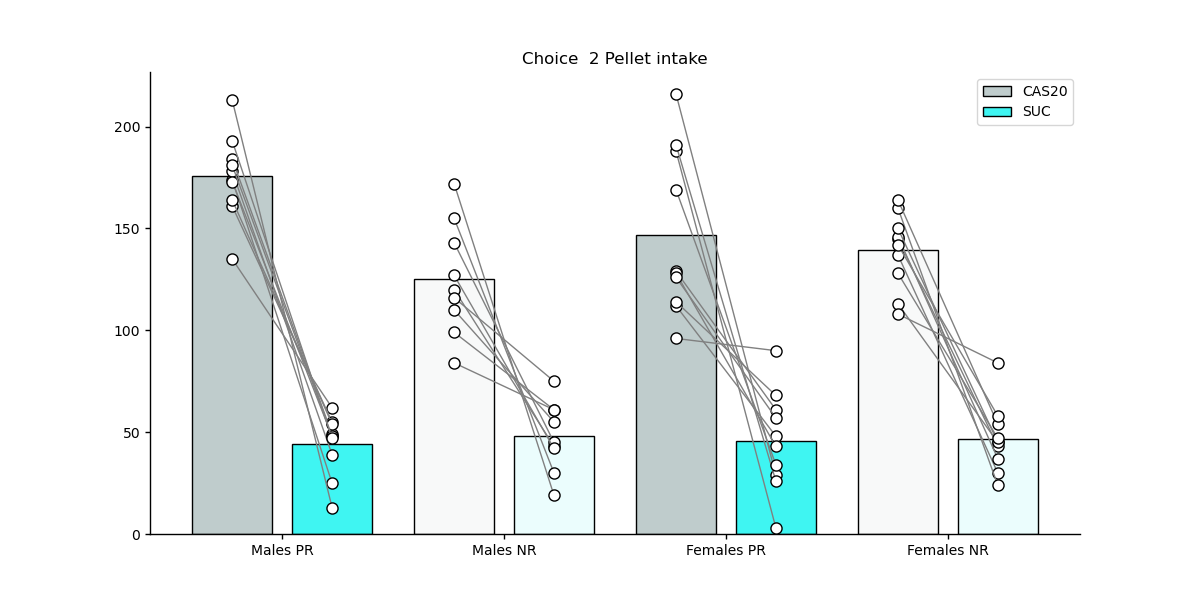 Choice  2 Pellet intake
CAS20
SUC
200
150
100
50
0
Males PR
Males NR
Females PR
Females NR